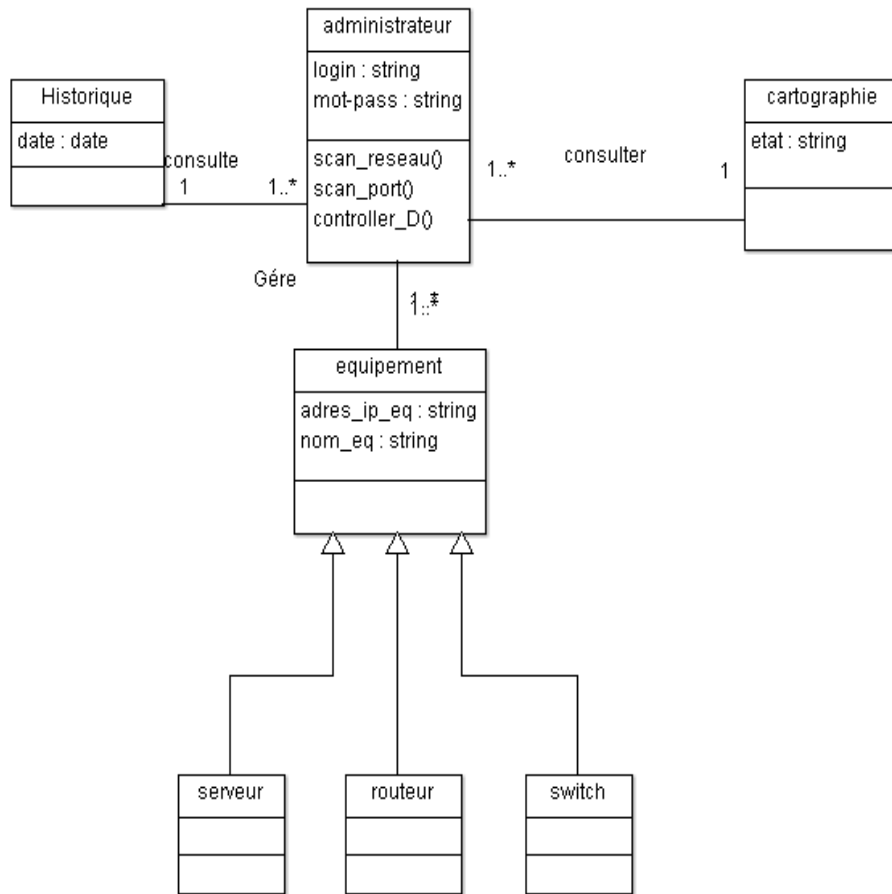 administrateur
login : string
mot-pass : string
scan_reseau()
scan_port()
controller_D()
Historique
date : date
consulte
1
1..*
cartographie
etat : string
consulter
1..*
1
Gére
1..*
equipement
adres_ip_eq : string
nom_eq : string
serveur
routeur
switch